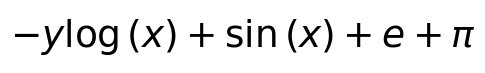 −ylog (x) + sin (x) + e + π